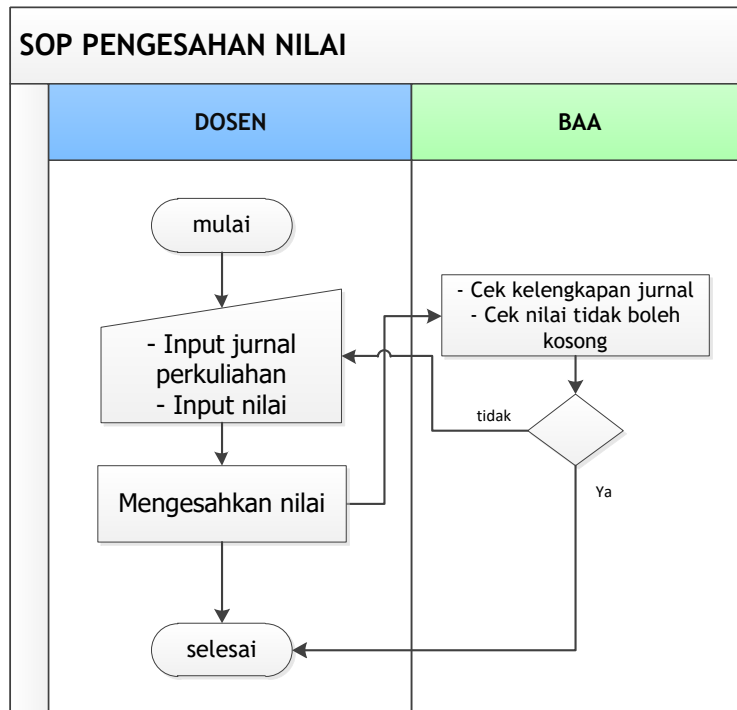 SOP PENGESAHAN NILAI
DOSEN
BAA
mulai
- Input jurnal
perkuliahan
- Input nilai
Mengesahkan nilai
selesai
- Cek kelengkapan jurnal
- Cek nilai tidak boleh
kosong
tidak
Ya